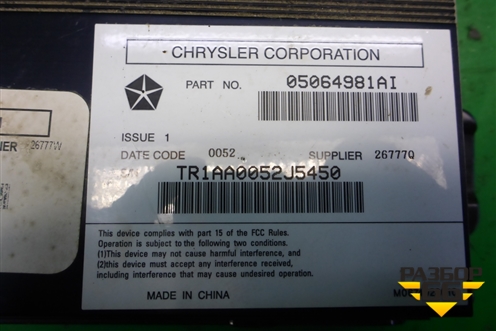 CHRYSLER CORPORATION
PART NO. 05064981AI
ISSUE 1
DATE CODE 0052 SUPPLIER 26777Q
TR1AA0052J5450
This device complies with part 15 of the FCC Rules.
Operation is subject to the following two conditions.
(1)This device may not cause harmful interference, and
(2)this device must accept any interference received,
including interference that may cause undesired operation.
MADE IN CHINA
26777W
РАЗБОР